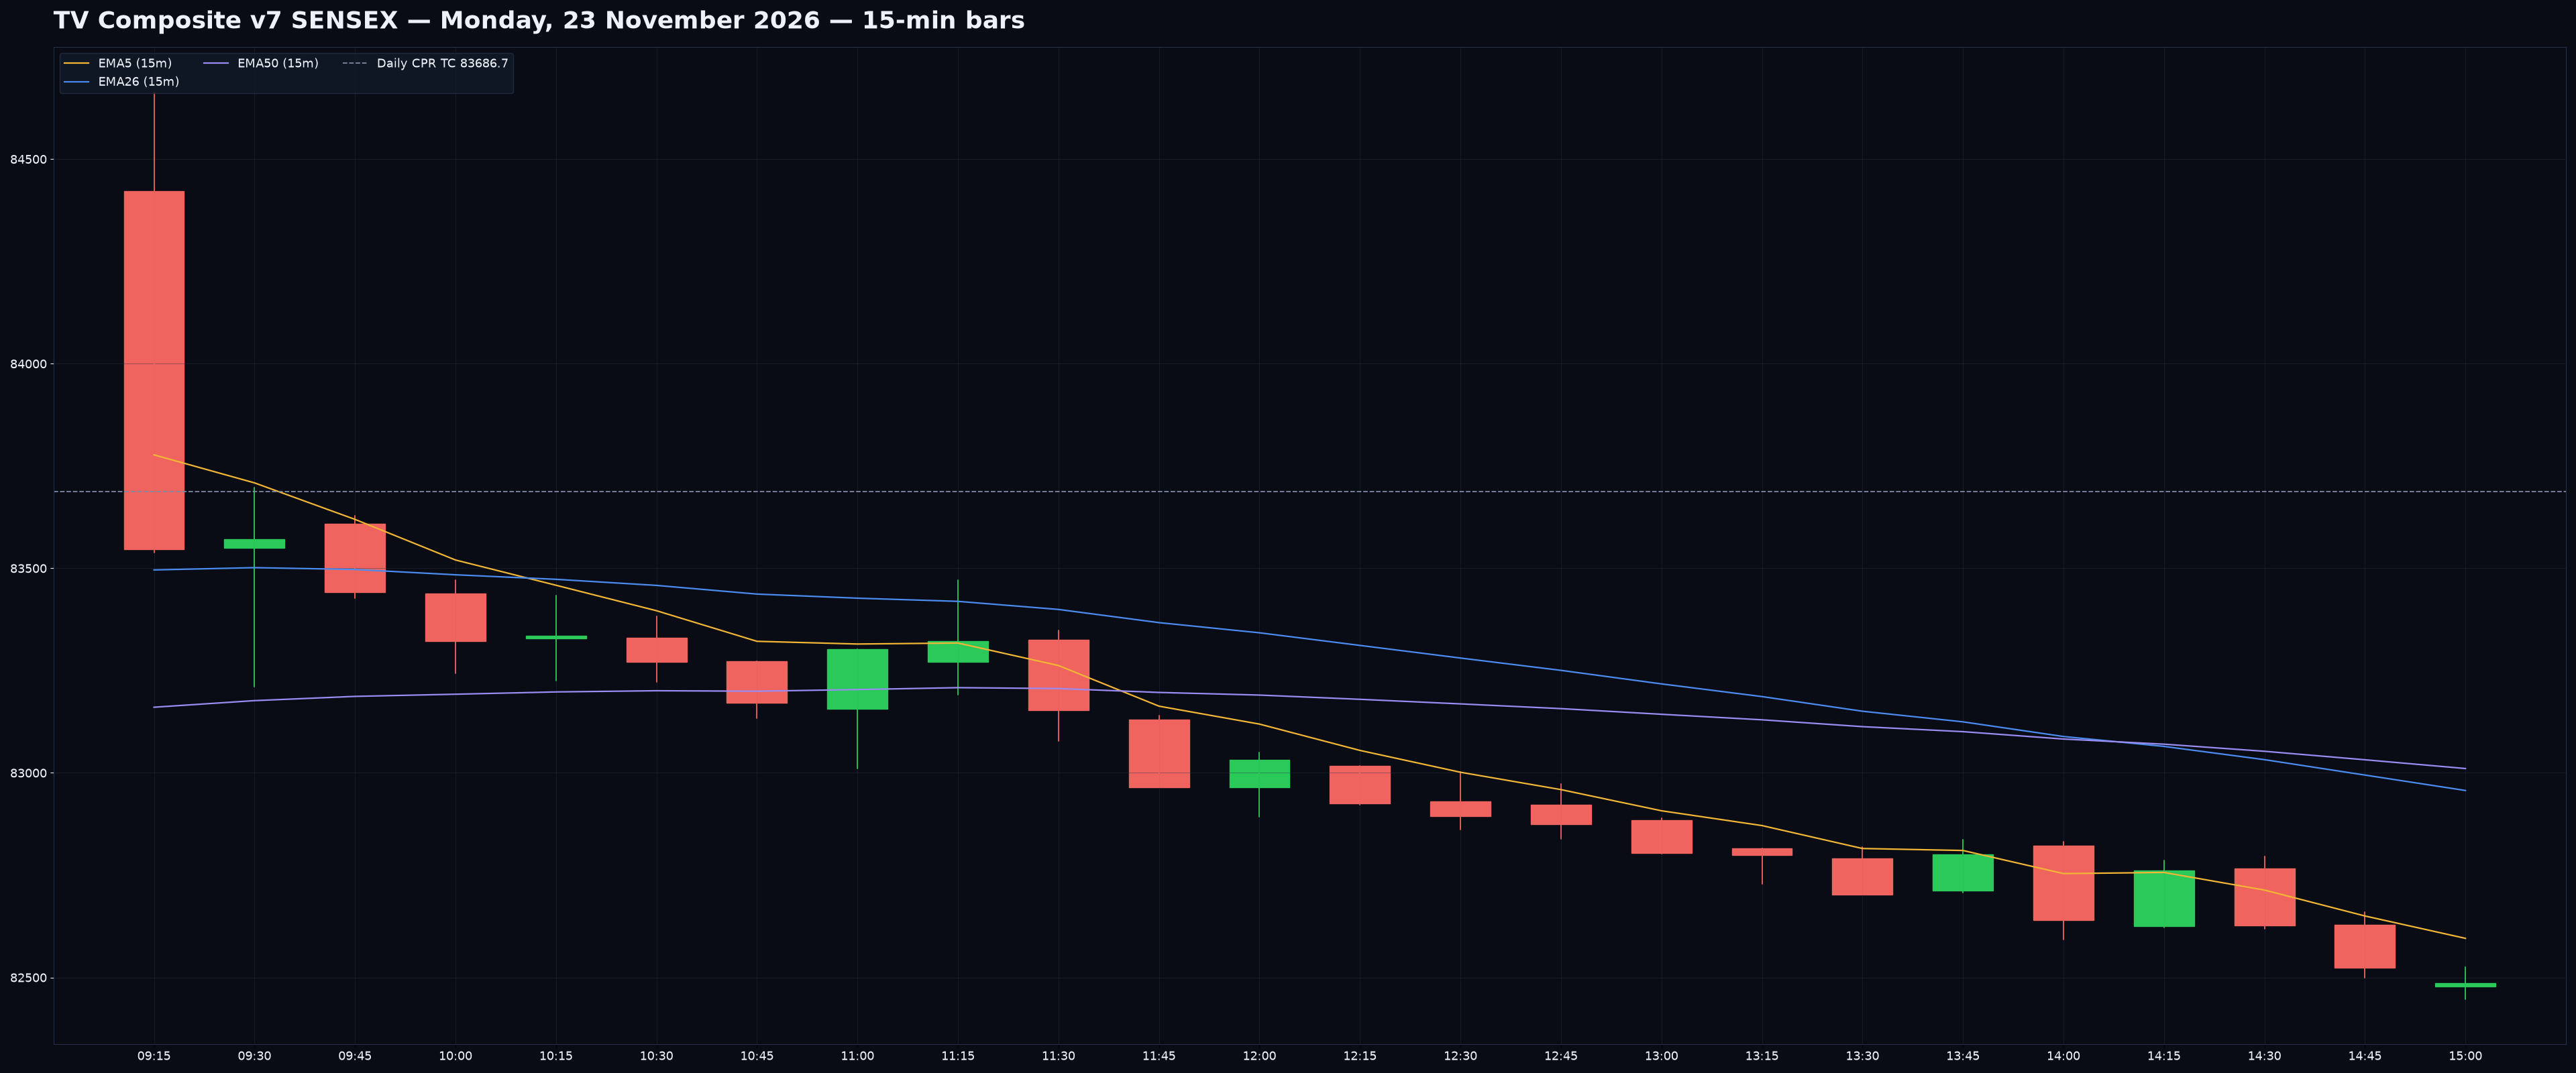 TV Composite v7 SENSEX — Monday, 23 November 2026 — 15-min bars
EMA5 (15m) EMA50 (15m) Daily CPR TC 83686.7
EMA26 (15m)
84500
84000
83500
83000
82500
09:15 09:30 09:45 10:00 10:15 10:30 10:45 11:00 11:15 11:30 11:45 12:00 12:15 12:30 12:45 13:00 13:15 13:30 13:45 14:00 14:15 14:30 14:45 15:00